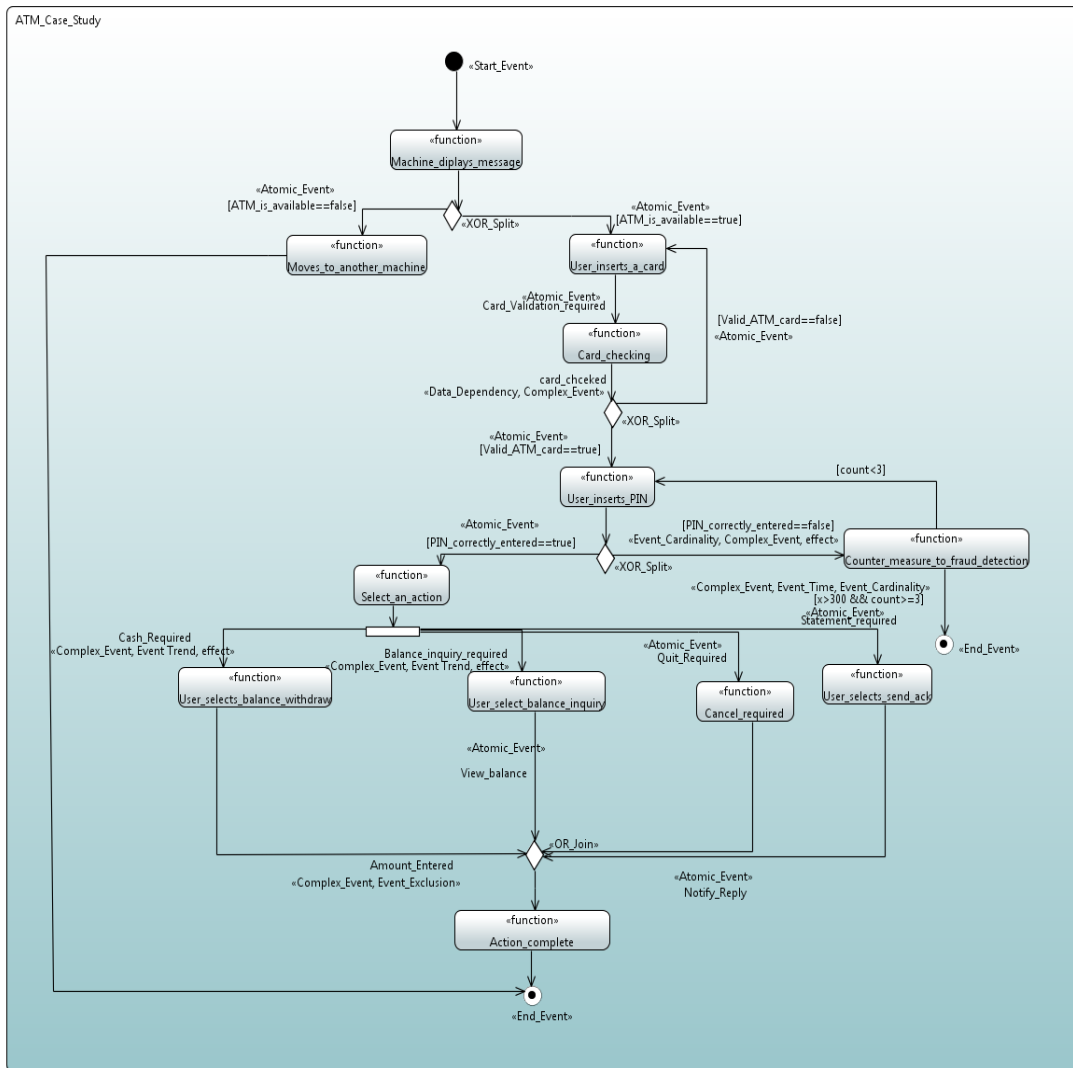 ATM_Case_Study
«Start_Event»
«function»
Machine_diplays_message
«Atomic_Event»
[ATM_is_available==false]
«XOR_Split»
«Atomic_Event»
[ATM_is_available==true]
«function»
Moves_to_another_machine
«function»
User_inserts_a_card
«Atomic_Event»
Card_Validation_required
[Valid_ATM_card==false]
«Atomic_Event»
«function»
Card_checking
card_chceked
«Data_Dependency, Complex_Event»
«XOR_Split»
«Atomic_Event»
[Valid_ATM_card==true]
«function»
User_inserts_PIN
[count<3]
«Atomic_Event»
[PIN_correctly_entered==true]
[PIN_correctly_entered==false]
«Event_Cardinality, Complex_Event, effect»
«XOR_Split»
«function»
Counter_measure_to_fraud_detection
«function»
Select_an_action
«Complex_Event, Event_Time, Event_Cardinality»
[x>300 && count>=3]
«Atomic_Event»
Statement_required
«End_Event»
Cash_Required
«Complex_Event, Event Trend, effect»
Balance_inquiry_required
«Complex_Event, Event Trend, effect»
«Atomic_Event»
Quit_Required
«function»
User_selects_balance_withdraw
«function»
User_select_balance_inquiry
«function»
Cancel_required
«function»
User_selects_send_ack
«Atomic_Event»
View_balance
«OR_Join»
Amount_Entered
«Complex_Event, Event_Exclusion»
«Atomic_Event»
Notify_Reply
«function»
Action_complete
«End_Event»